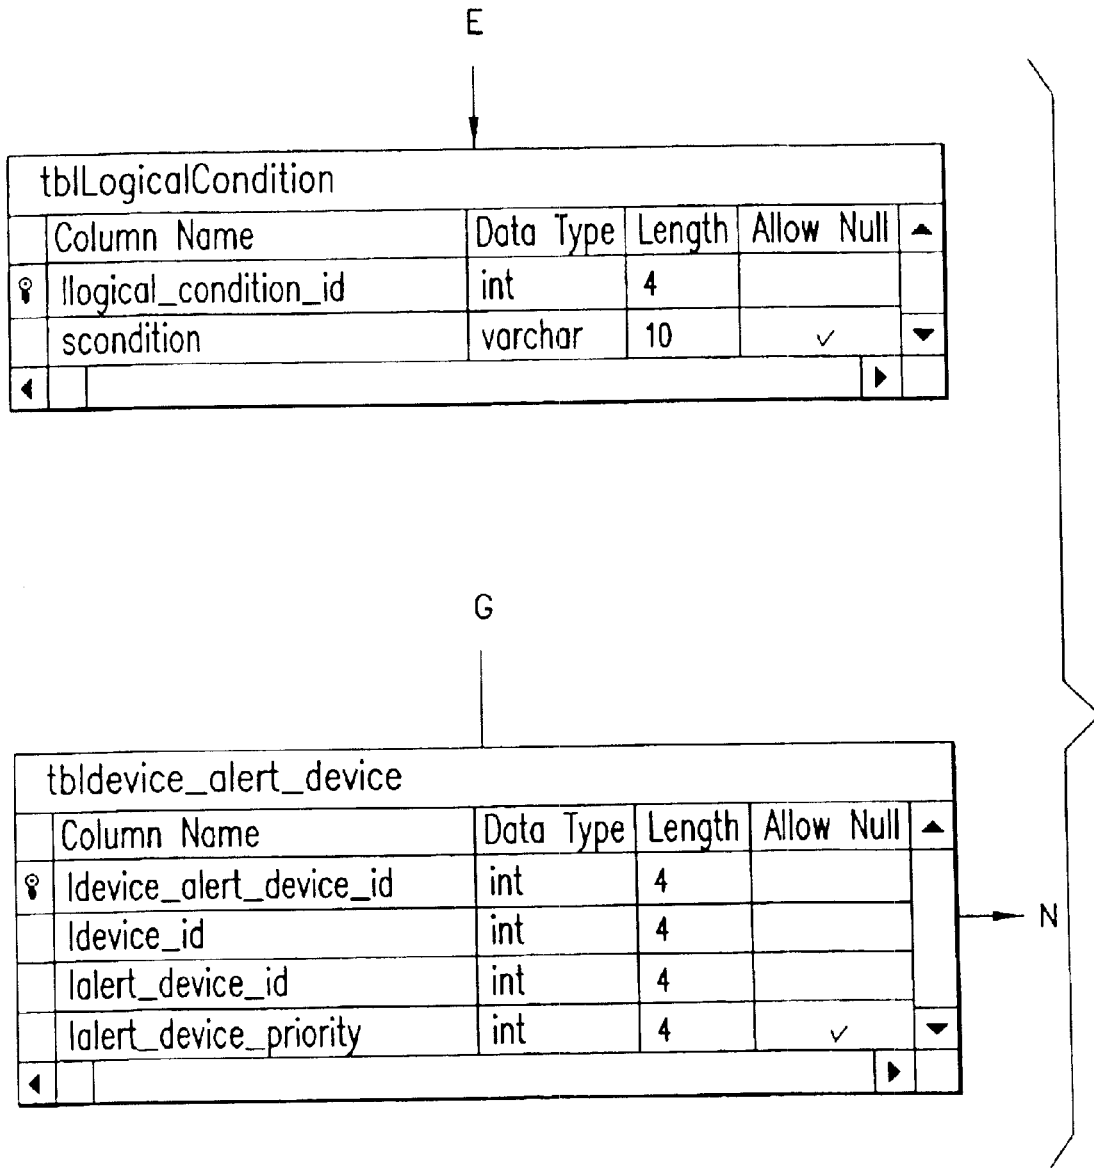 E
tblLogicalCondition
Column Name Data Type Length Allow Null
llogical_condition_id int 4
scondition varchar 10 ✓
G
tbldevice_alert_device
Column Name Data Type Length Allow Null
ldevice_alert_device_id int 4
ldevice_id int 4
N
lalert_device_id int 4
lalert_device_priority int 4 ✓